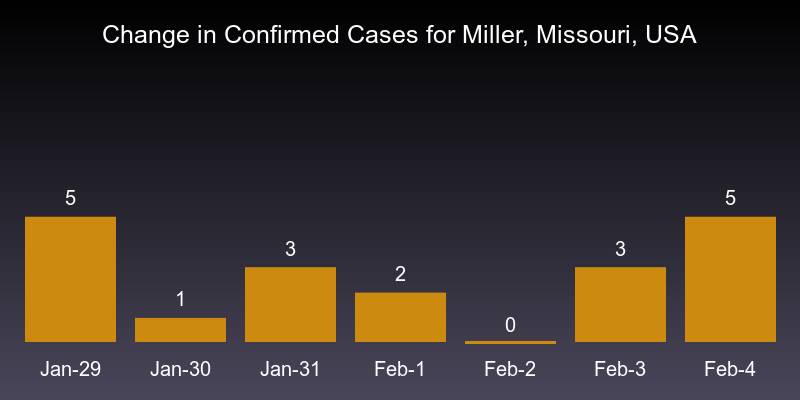 Change in Confirmed Cases for Miller, Missouri, USA
5
1
3
2
0
3
5
Jan-29
Jan-30
Jan-31
Feb-1
Feb-2
Feb-3
Feb-4